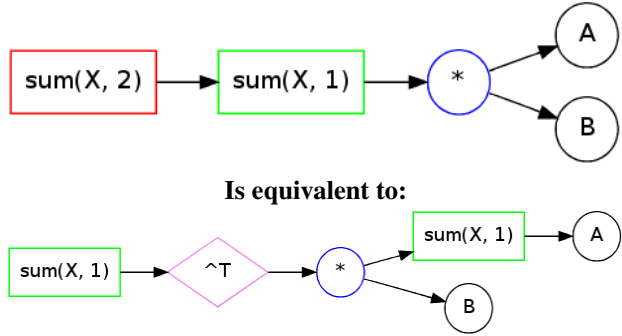 A
sum(X, 2) sum(X, 1) *
B
Is equivalent to:
sum(X, 1) A
sum(X, 1) ^T *
B